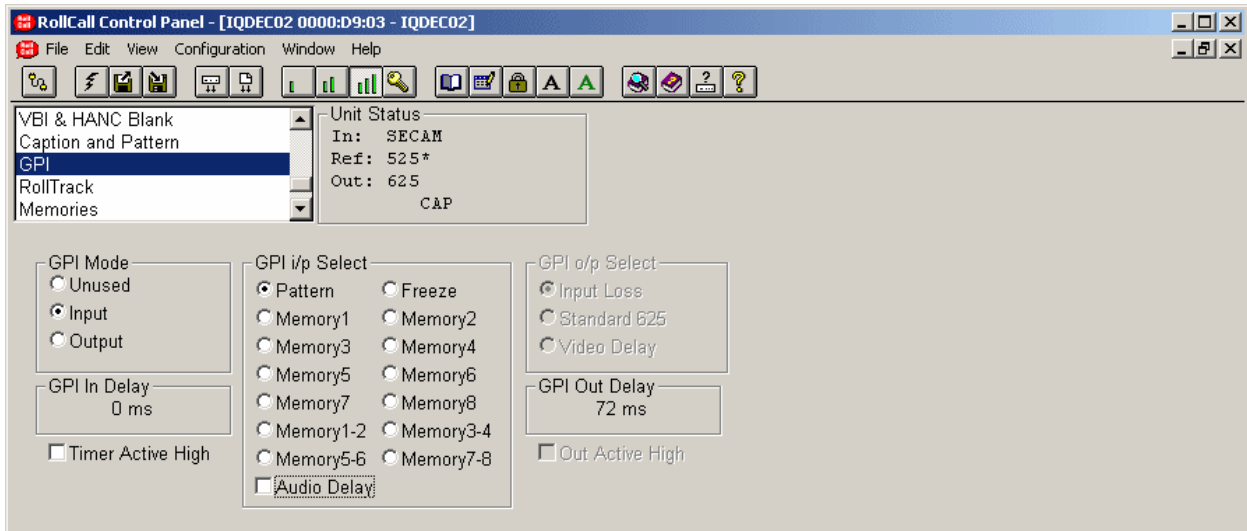 RollCall Control Panel - [IQDEC02 0000:D9:03 - IQDEC02]
File Edit View Configuration Window Help
A A
VBI & HANC Blank
Caption and Pattern
GPI
RollTrack
Memories
Unit Status
In: SECAM
Ref: 525*
Out: 625
CAP
GPI Mode
Unused
Input
Output
GPI In Delay
0 ms
Timer Active High
GPI i/p Select
Pattern Freeze
Memory1 Memory2
Memory3 Memory4
Memory5 Memory6
Memory7 Memory8
Memory1-2 Memory3-4
Memory5-6 Memory7-8
Audio Delay
GPI o/p Select
Input Loss
Standard 625
Video Delay
GPI Out Delay
72 ms
Out Active High